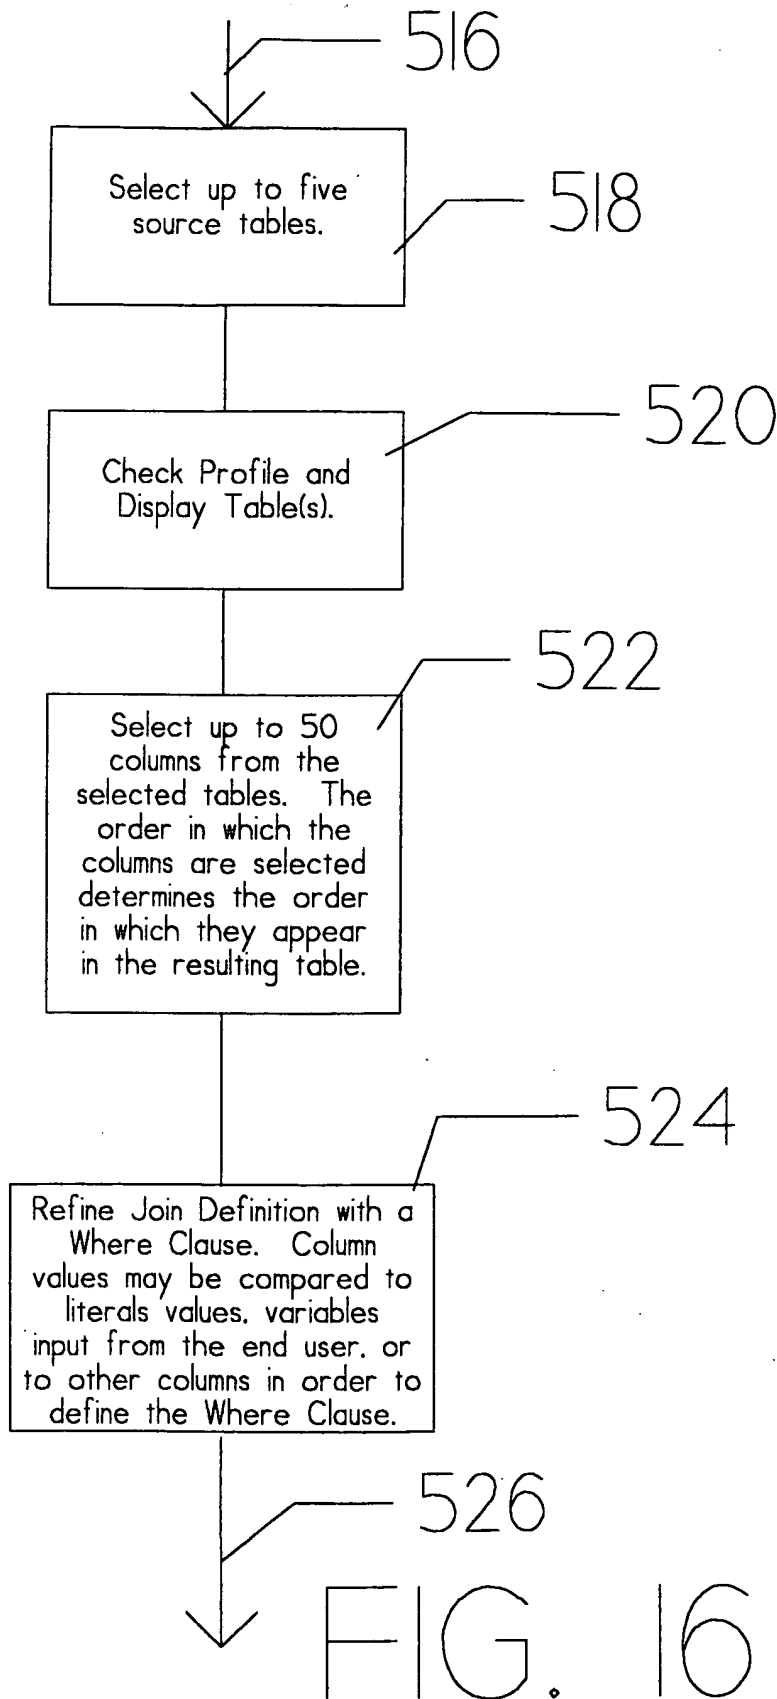 516
Select up to five
source tables.
518
520
Check Profile and
Display Table(s).
522
Select up to 50
columns from the
selected tables. The
order in which the
columns are selected
determines the order
in which they appear
in the resulting table.
524
Refine Join Definition with a
Where Clause. Column
values may be compared to
literals values, variables
input from the end user, or
to other columns in order to
define the Where Clause.
526
FIG. 16